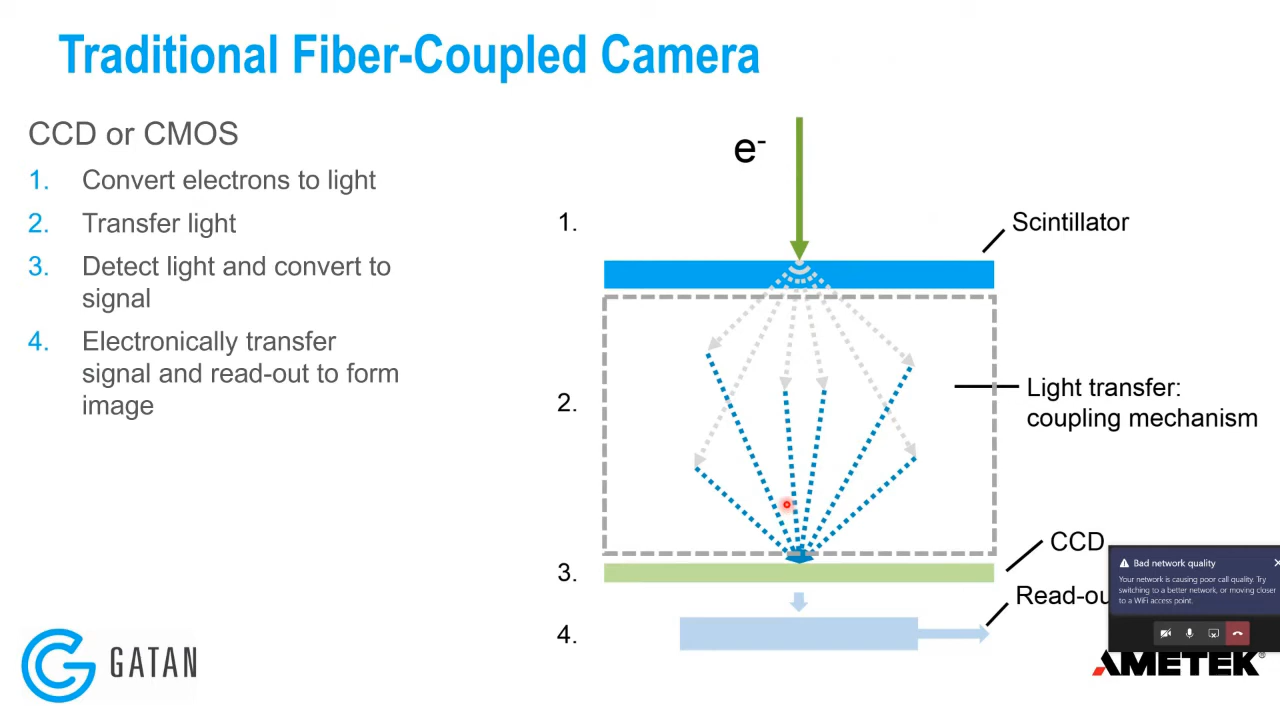 Traditional Fiber-Coupled Camera
CCD or CMOS
1. Convert electrons to light
2. Transfer light
3. Detect light and convert to
signal
4. Electronically transfer
signal and read-out to form
image
e-
1.
Scintillator
2.
Light transfer:
coupling mechanism
CCD
3.
Read-ou
4.
Bad network quality
Your network is causing poor call quality. Try
switching to a better network, or moving closer
to a WiFi access point.
GATAN
AMETEK®